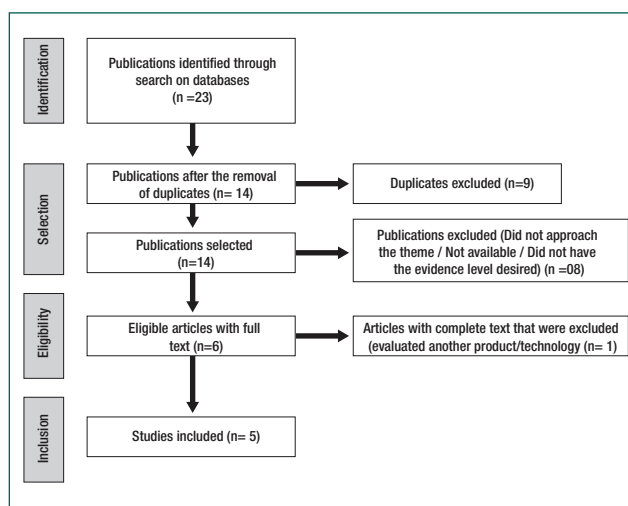 Identification
Publications identified through
search on databases
(n =23)
Selection
Publications after the removal
of duplicates (n= 14)
Duplicates excluded (n=9)
Publications selected
(n=14)
Publications excluded (Did not approach
the theme / Not available / Did not have
the evidence level desired) (n =08)
Eligibility
Eligible articles with full
text (n=6)
Articles with complete text that were excluded
(evaluated another product/technology (n= 1)
Inclusion
Studies included (n= 5)